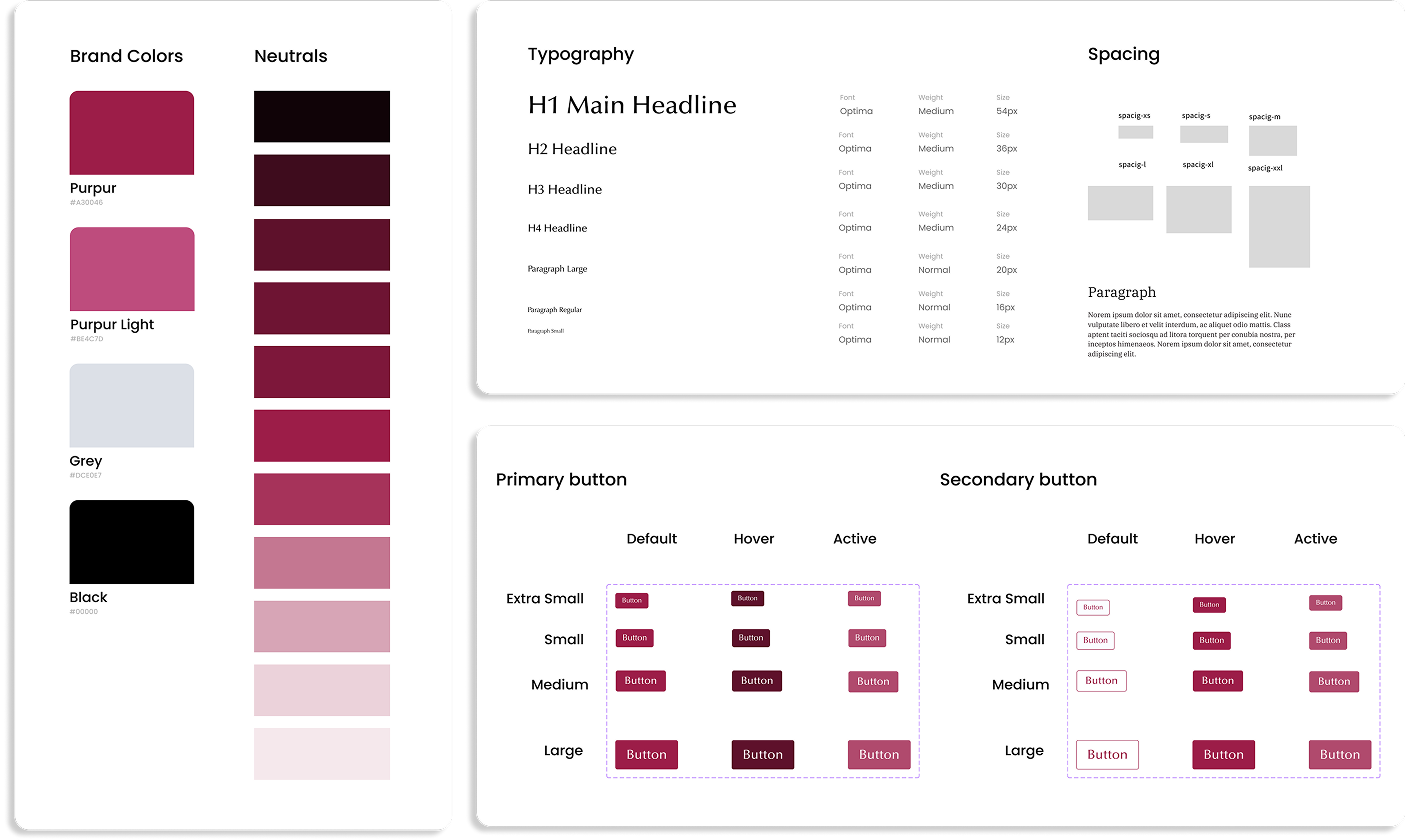 Brand Colors
Purpur
#A30046
Purpur Light
#BE4C7D
Grey
#DCE0E7
Black
#00000
Neutrals
Typography
H1 Main Headline
Font Weight Size
Optima Medium 54px
H2 Headline
Font Weight Size
Optima Medium 36px
H3 Headline
Font Weight Size
Optima Medium 30px
H4 Headline
Font Weight Size
Optima Medium 24px
Paragraph Large
Font Weight Size
Optima Normal 20px
Paragraph Regular
Font Weight Size
Optima Normal 16px
Paragraph Small
Font Weight Size
Optima Normal 12px
Spacing
spacig-xs spacig-s spacig-m
spacig-l spacig-xl spacig-xxl
Paragraph
Norem ipsum dolor sit amet, consectetur adipiscing elit. Nunc
vulputate libero et velit interdum, ac aliquet odio mattis. Class
aptent taciti sociosqu ad litora torquent per conubia nostra, per
inceptos himenaeos. Norem ipsum dolor sit amet, consectetur
adipiscing elit.
Primary button
Default Hover Active
Extra Small Button Button Button
Small Button Button Button
Medium Button Button Button
Large Button Button Button
Secondary button
Default Hover Active
Extra Small Button Button Button
Small Button Button Button
Medium Button Button Button
Large Button Button Button